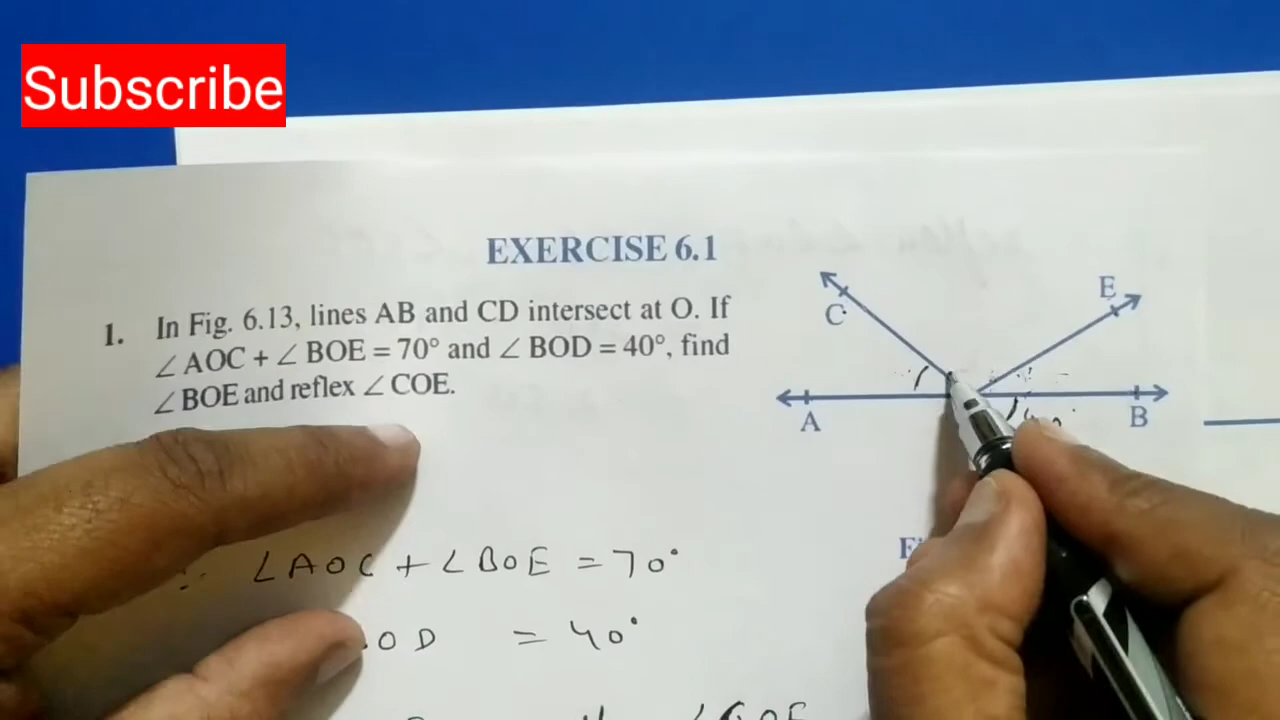 Subscribe
EXERCISE 6.1
1. In Fig. 6.13, lines AB and CD intersect at O. If
∠AOC + ∠ BOE = 70° and ∠ BOD = 40°, find
∠BOE and reflex ∠ COE.
C
E
A
B
∴ ∠AOC + ∠BOE = 70°
OD = 40°